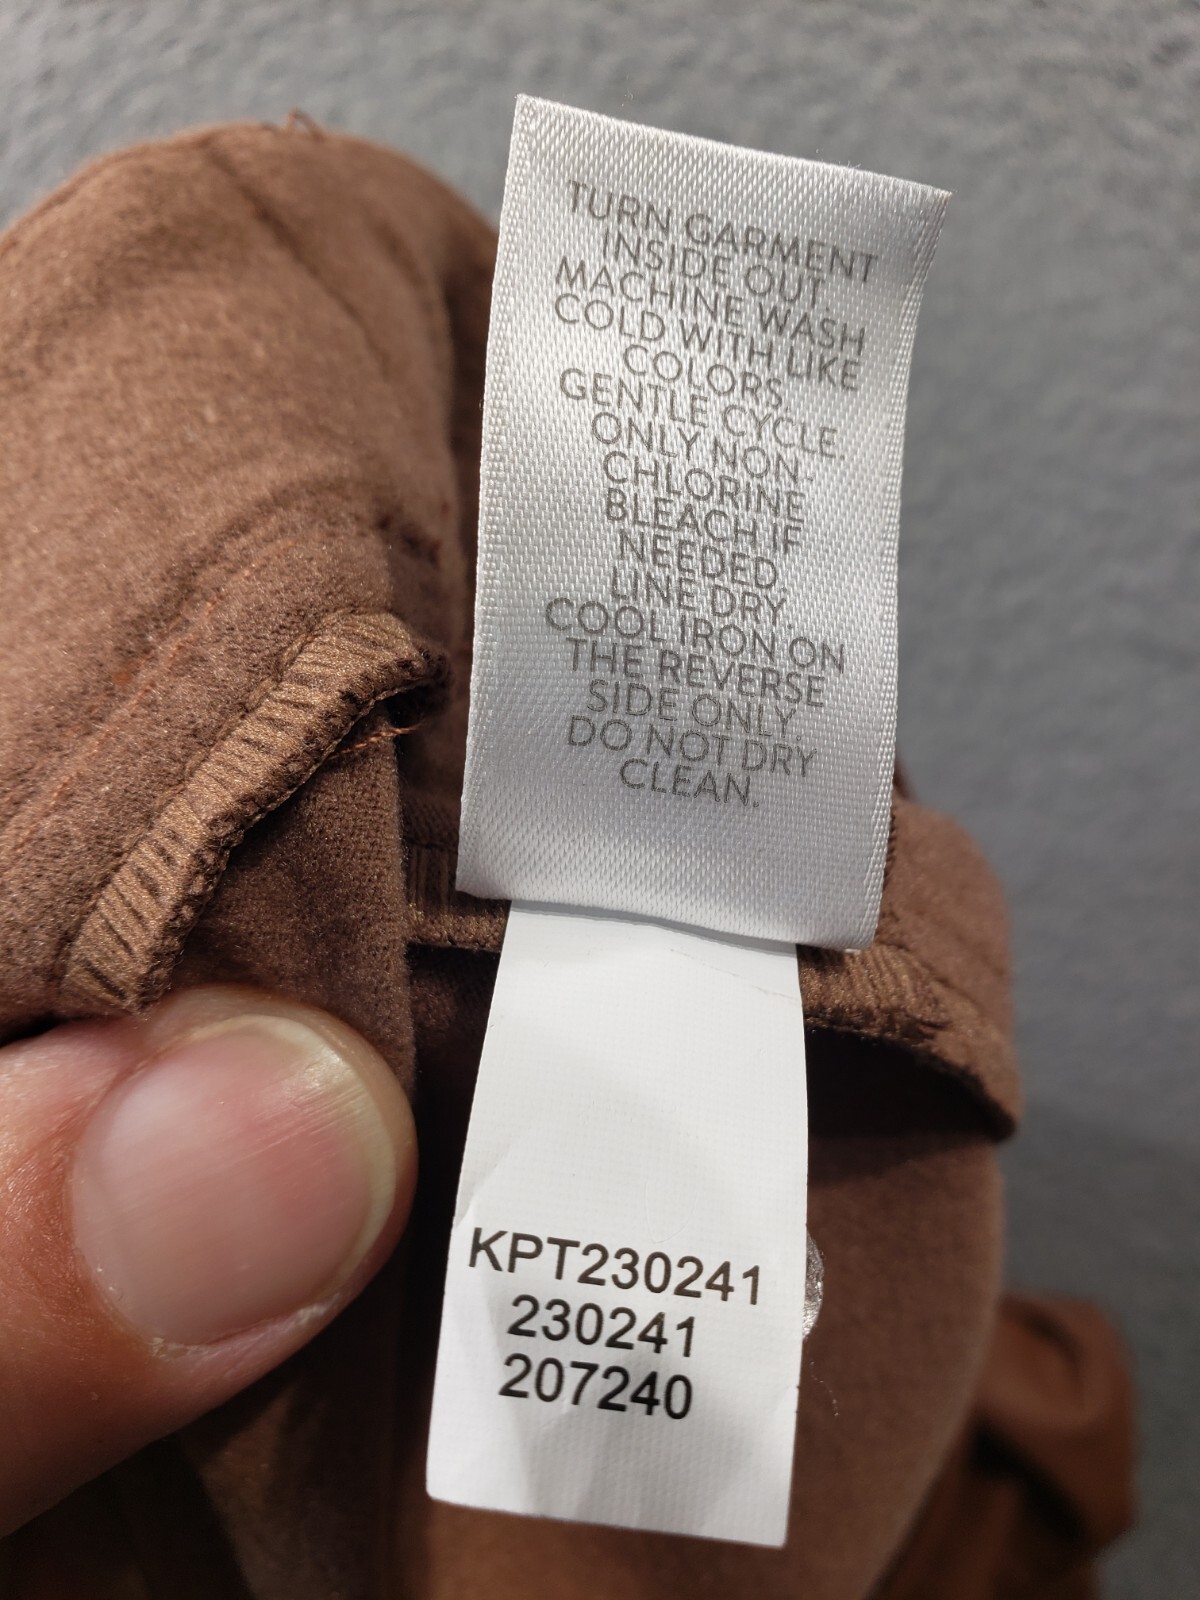 TURN GARMENT
INSIDE OUT
MACHINE WASH
COLD WITH LIKE
COLORS.
GENTLE CYCLE
ONLY NON
CHLORINE
BLEACH IF
NEEDED
LINE DRY.
COOL IRON ON
THE REVERSE
SIDE ONLY.
DO NOT DRY
CLEAN.
KPT230241
230241
207240